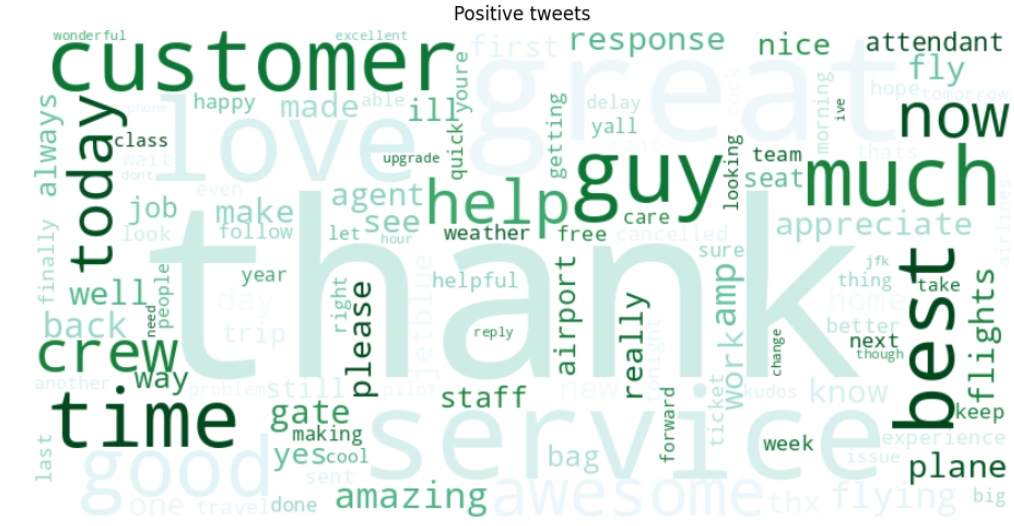 Positive tweets
wonderful
excellent
customer
first
response
nice
attendant
great
fly
hope
tomorrow
phone
love
happy
made
able
ill
youre
quick
getting
delay
yall
rock
morning
ive
now
always
today
class
wait
dont
upgrade
guy
cant
looking
team
seat
much
thats
even
agent
help
job
look
make
follow
see
let
hour
weather
care
free
cancelled
sure
appreciate
airlines
thank
finally
well
people
need
year
day
trip
right
please
jetblue
helpful
reply
airport
really
tonight
work
amp
change
jfk
thing
take
home
better
next
though
best
flights
back
crew
way
another
problem
still
pilot
new
staff
forward
ticket
kudos
know
keep
time
gate
making
yes
cool
service
week
experience
issue
plane
last
good
sent
bag
one
travel
done
amazing
awesome
thx
flying
big